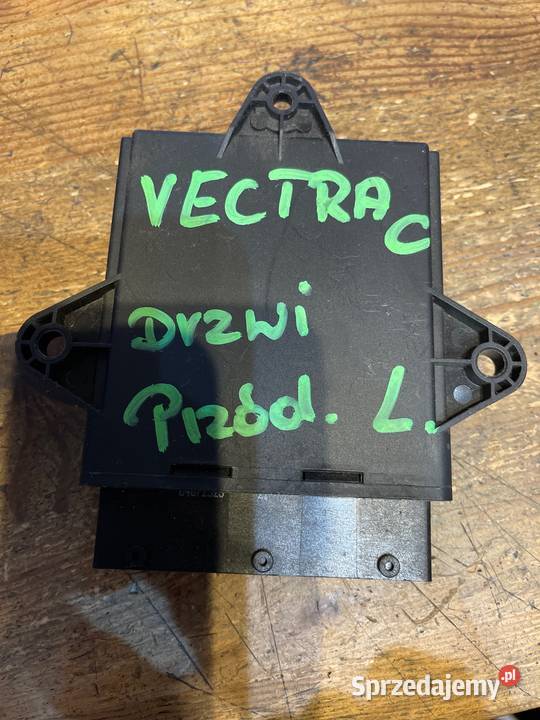 VECTRA C
Drzwi
Przód. L.
Sprzedajemy.pl